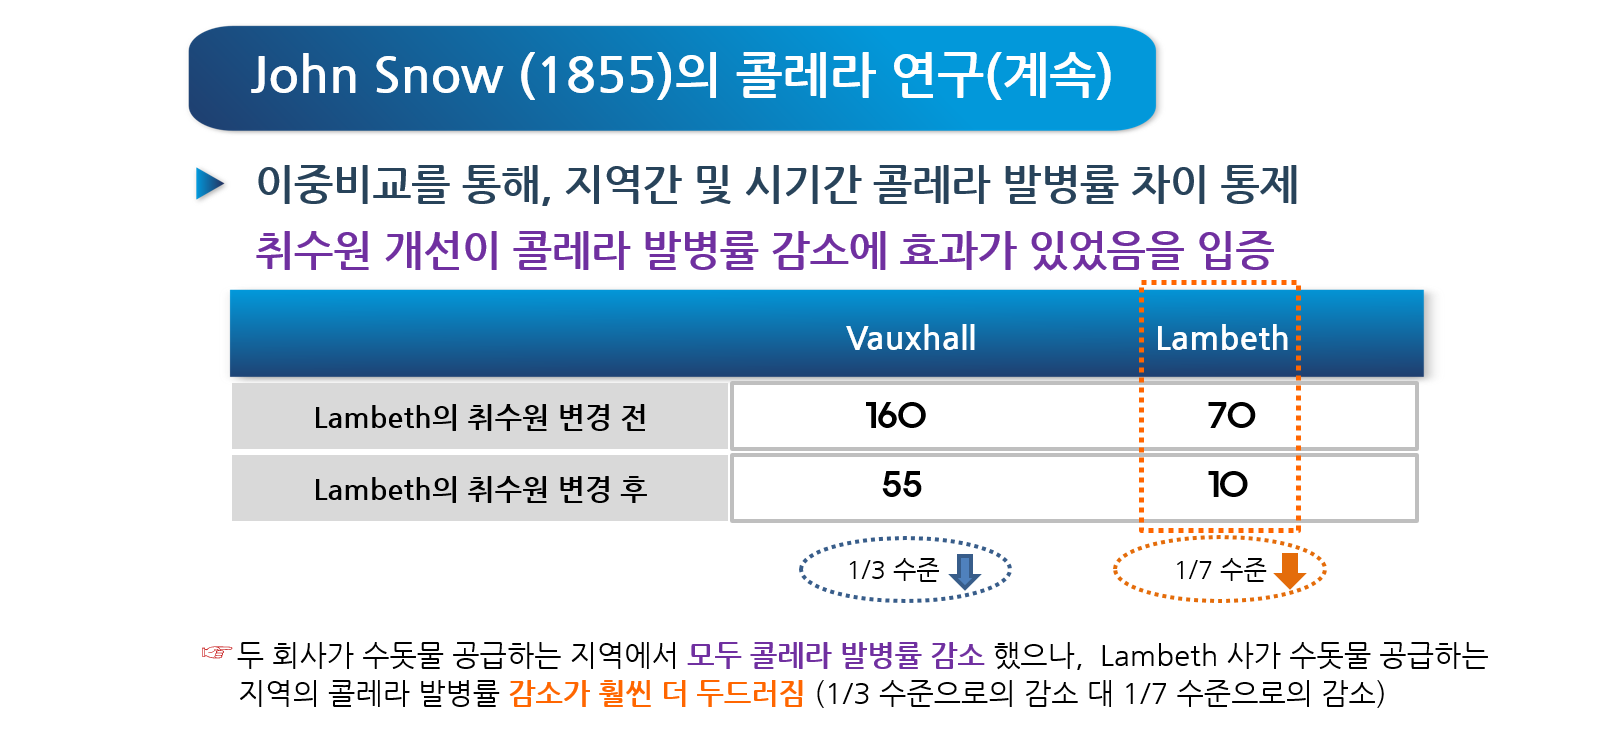 John Snow (1855)의 콜레라 연구(계속)
이중비교를 통해, 지역간 및 시기간 콜레라 발병률 차이 통제
취수원 개선이 콜레라 발병률 감소에 효과가 있었음을 입증
Vauxhall Lambeth
Lambeth의 취수원 변경 전 160 70
Lambeth의 취수원 변경 후 55 10
1/3 수준 1/7 수준
☞두 회사가 수돗물 공급하는 지역에서 모두 콜레라 발병률 감소 했으나, Lambeth 사가 수돗물 공급하는
지역의 콜레라 발병률 감소가 훨씬 더 두드러짐 (1/3 수준으로의 감소 대 1/7 수준으로의 감소)